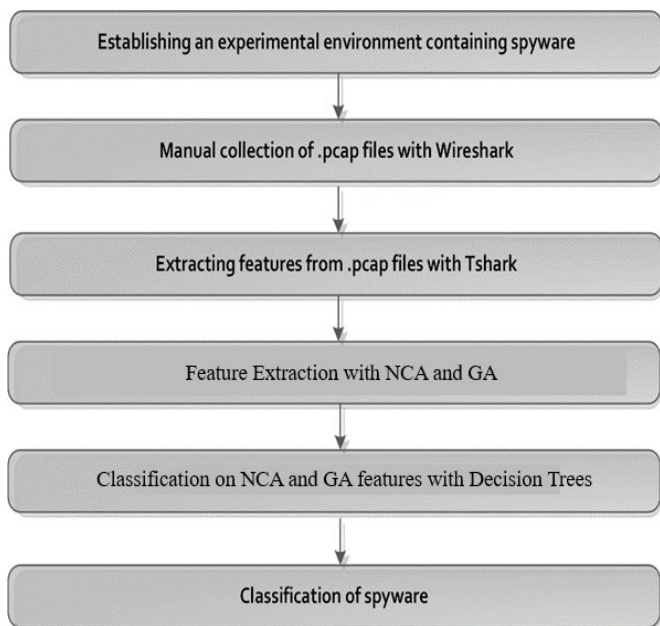 Establishing an experimental environment containing spyware
Manual collection of .pcap files with Wireshark
Extracting features from .pcap files with Tshark
Feature Extraction with NCA and GA
Classification on NCA and GA features with Decision Trees
Classification of spyware